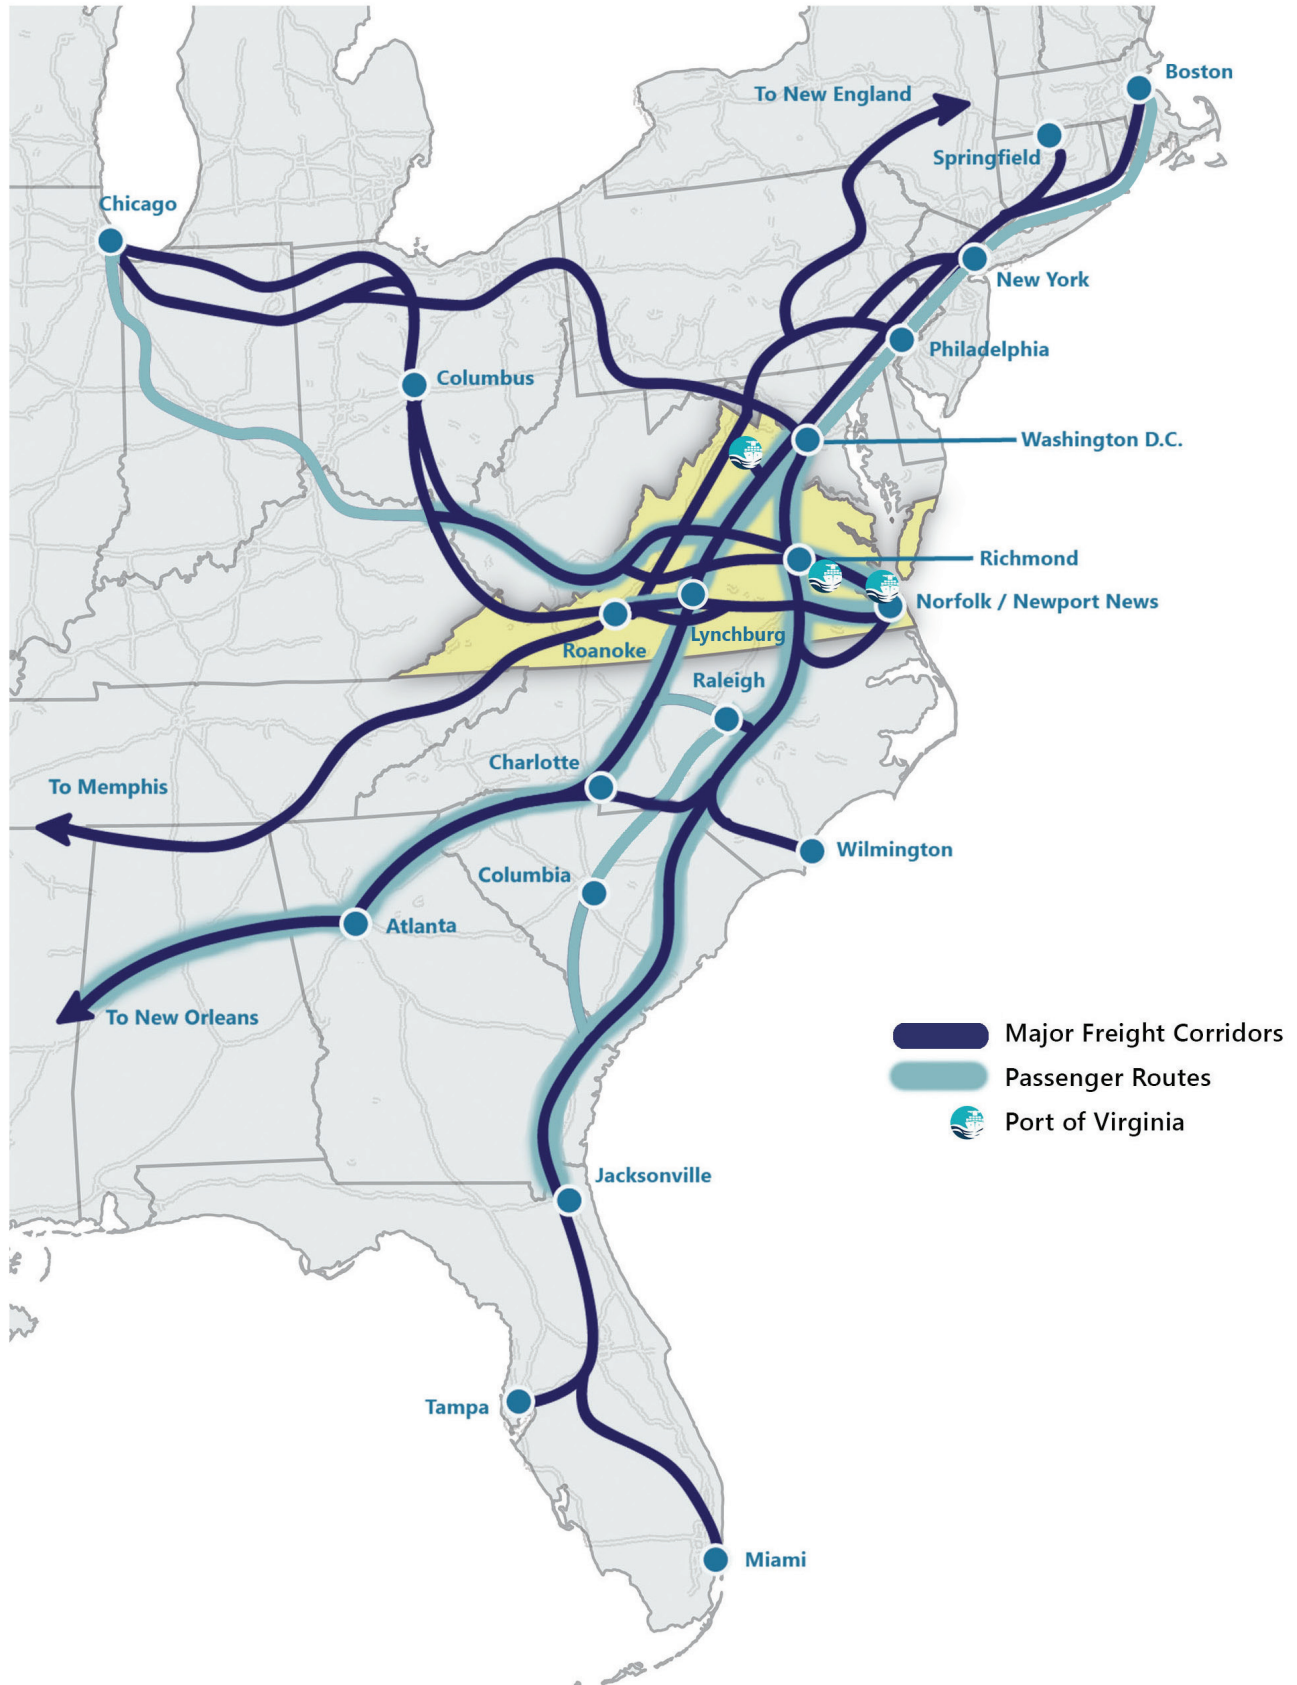 Boston
To New England
Springfield
Chicago
New York
Philadelphia
Columbus
Washington D.C.
Richmond
Norfolk / Newport News
Lynchburg
Roanoke
Raleigh
Charlotte
To Memphis
Wilmington
Columbia
Atlanta
To New Orleans
Major Freight Corridors
Passenger Routes
Port of Virginia
Jacksonville
Tampa
Miami